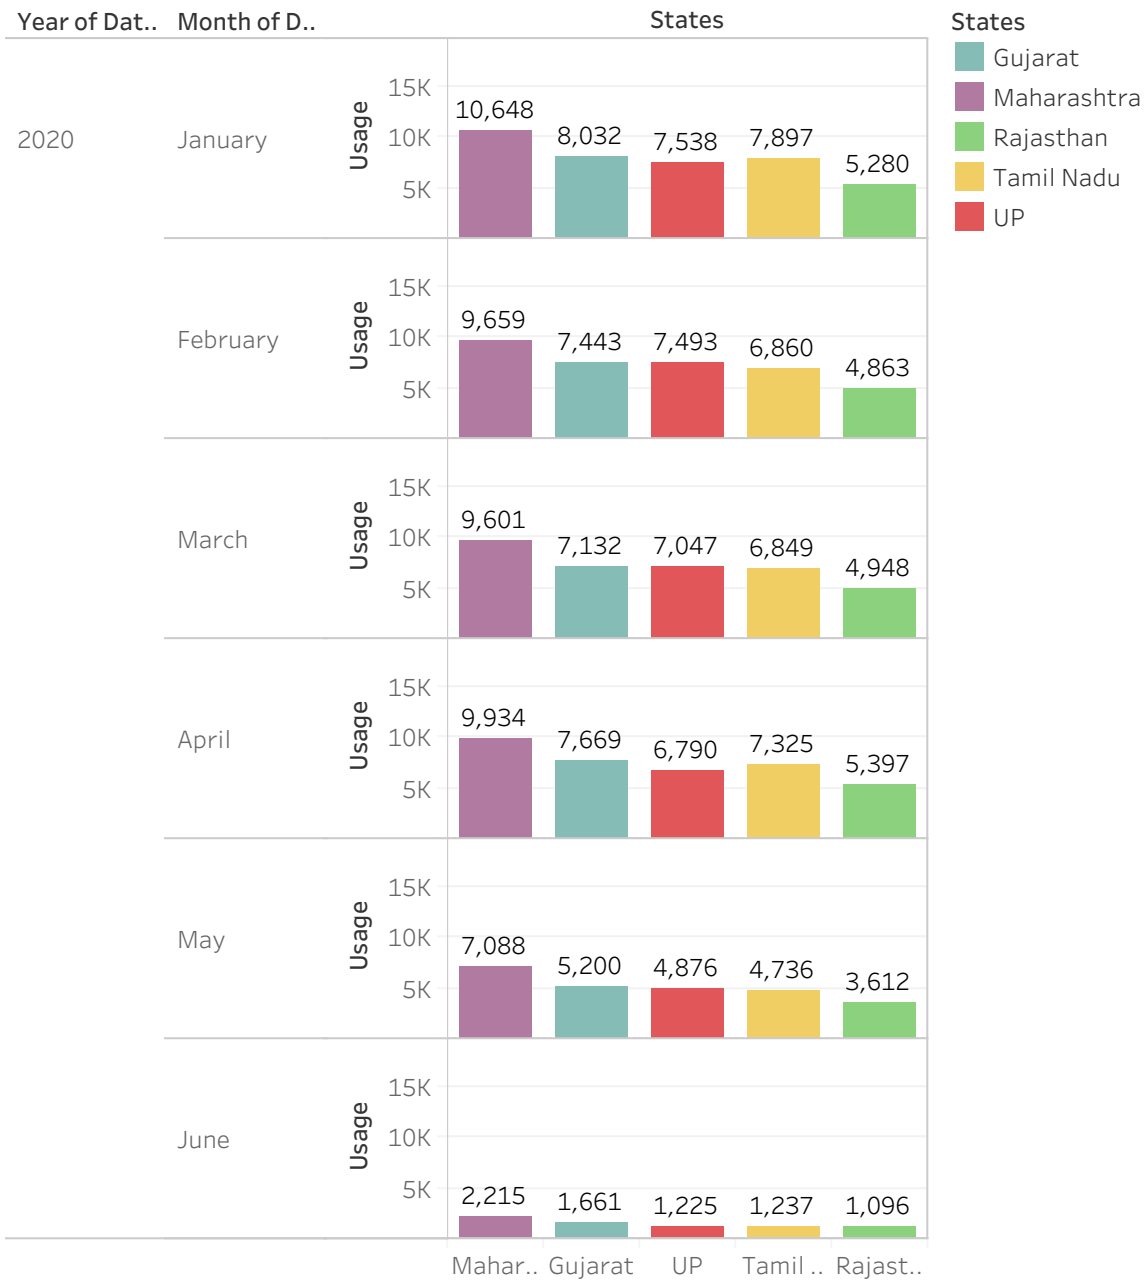 Year of Dat.. Month of D.. States
States
Gujarat
Maharashtra
Rajasthan
Tamil Nadu
UP
2020
January
Usage
15K
10K
5K
10,648 8,032 7,538 7,897 5,280
February
Usage
15K
10K
5K
9,659 7,443 7,493 6,860 4,863
March
Usage
15K
10K
5K
9,601 7,132 7,047 6,849 4,948
April
Usage
15K
10K
5K
9,934 7,669 6,790 7,325 5,397
May
Usage
15K
10K
5K
7,088 5,200 4,876 4,736 3,612
June
Usage
15K
10K
5K
2,215 1,661 1,225 1,237 1,096
Mahar.. Gujarat UP Tamil .. Rajast..